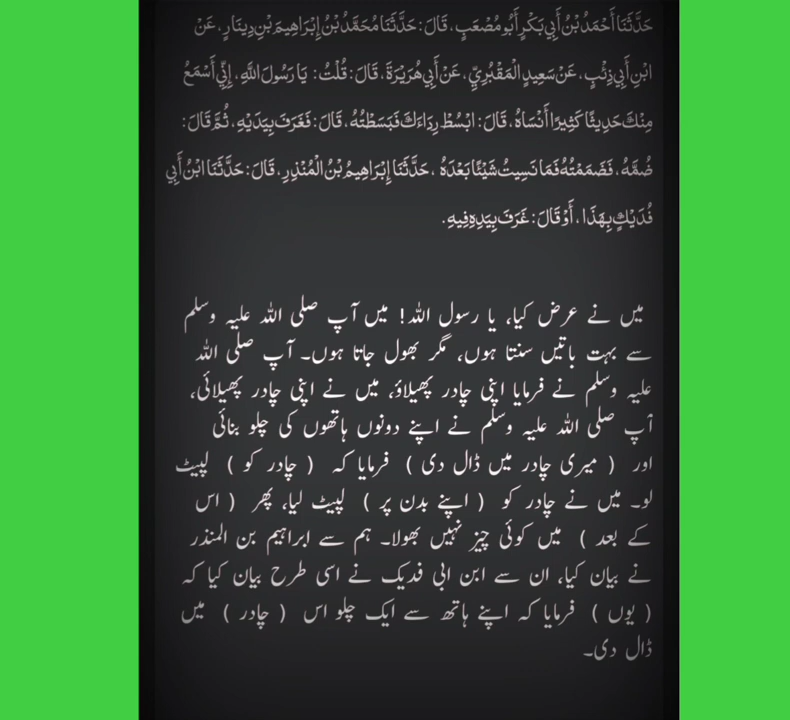 حَدَّثَنَا أَحْمَدُ بْنُ أَبِي بَكْرٍ أَبُو مُصْعَبٍ، قَالَ: حَدَّثَنَا مُحَمَّدُ بْنُ إِبْرَاهِيمَ بْنِ دِينَارٍ، عَنْ
ابْنِ أَبِي ذِئْبٍ، عَنْ سَعِيدٍ الْمَقْبُرِيِّ، عَنْ أَبِي هُرَيْرَةَ، قَالَ: قُلْتُ: يَا رَسُولَ اللَّهِ، إِنِّي أَسْمَعُ
مِنْكَ حَدِيثًا كَثِيرًا أَنْسَاهُ، قَالَ: ابْسُطْ رِدَاءَكَ فَبَسَطْتُهُ، قَالَ: فَغَرَفَ بِيَدَيْهِ، ثُمَّ قَالَ:
ضُمَّهُ، فَضَمَمْتُهُ فَمَا نَسِيتُ شَيْئًا بَعْدَهُ، حَدَّثَنَا إِبْرَاهِيمُ بْنُ الْمُنْذِرِ، قَالَ: حَدَّثَنَا ابْنُ أَبِي
فُدَيْكٍ بِهَذَا، أَوْ قَالَ: غَرَفَ بِيَدِهِ فِيهِ.
میں نے عرض کیا، یا رسول اللہ! میں آپ صلی اللہ علیہ وسلم
سے بہت باتیں سنتا ہوں، مگر بھول جاتا ہوں۔ آپ صلی اللہ
علیہ وسلم نے فرمایا اپنی چادر پھیلاؤ، میں نے اپنی چادر پھیلائی،
آپ صلی اللہ علیہ وسلم نے اپنے دونوں ہاتھوں کی چلو بنائی
اور ( میری چادر میں ڈال دی ) فرمایا کہ ( چادر کو ) لپیٹ
لو۔ میں نے چادر کو ( اپنے بدن پر ) لپیٹ لیا، پھر ( اس
کے بعد ) میں کوئی چیز نہیں بھولا۔ ہم سے ابراہیم بن المنذر
نے بیان کیا، ان سے ابن ابی فدیک نے اسی طرح بیان کیا کہ
( یوں ) فرمایا کہ اپنے ہاتھ سے ایک چلو اس ( چادر ) میں
ڈال دی۔